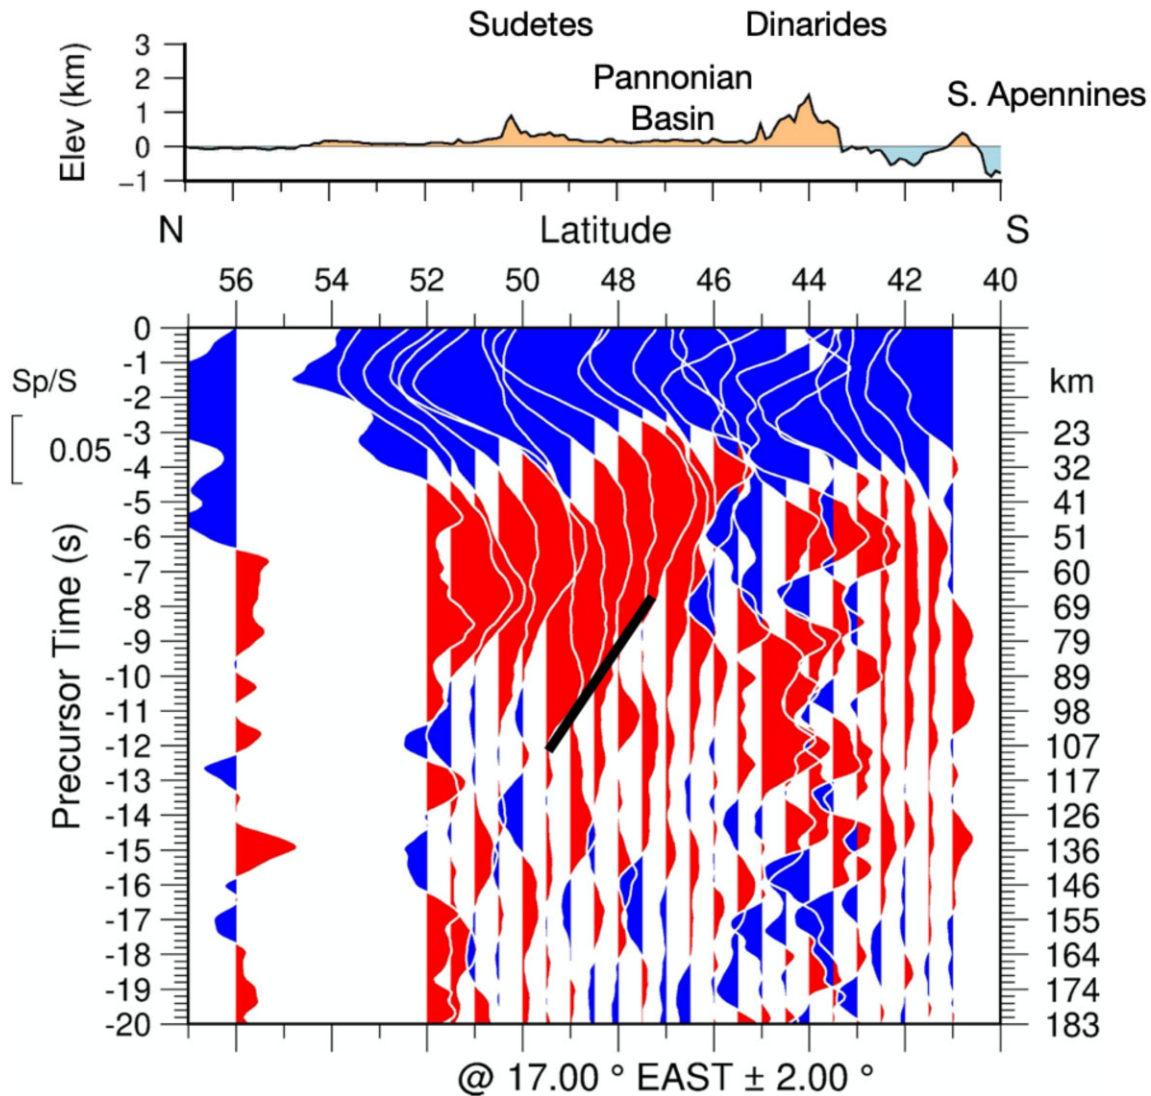 Sudetes Dinarides
Pannonian
Basin
S. Apennines
Elev (km)
3
2
1
0
−1
N Latitude S
56 54 52 50 48 46 44 42 40
Sp/S
0.05
Precursor Time (s)
km
0
-1
-2
-3 23
-4 32
-5 41
-6 51
-7 60
-8 69
-9 79
-10 89
-11 98
-12 107
-13 117
-14 126
-15 136
-16 146
-17 155
-18 164
-19 174
-20 183
@ 17.00 ° EAST ± 2.00 °